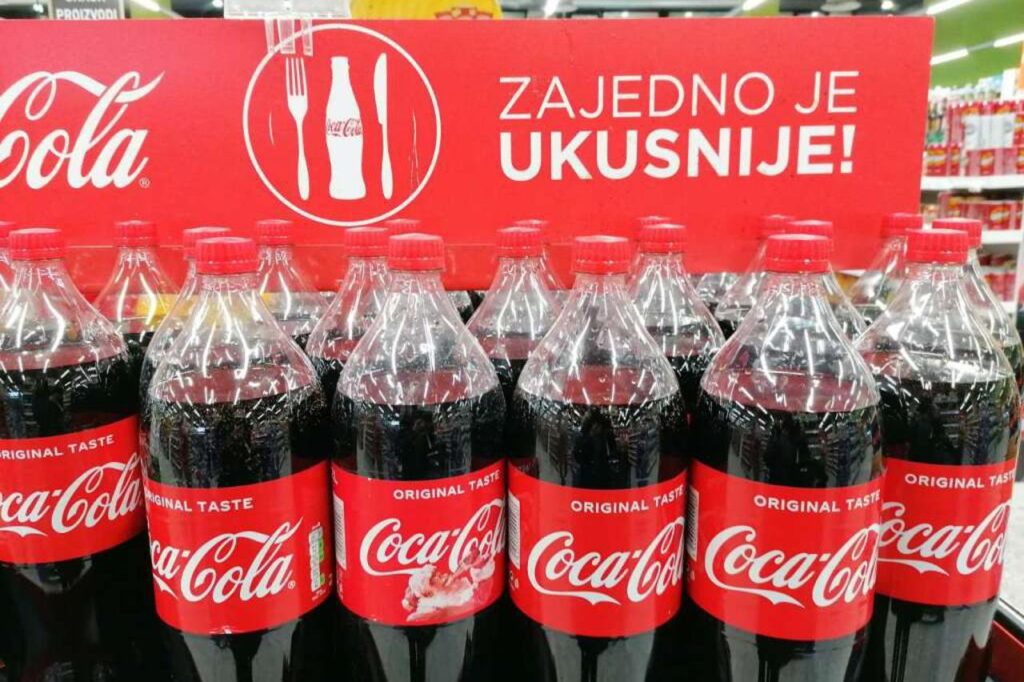 PROIZVODI
Coca-Cola
ZAJEDNO JE
UKUSNIJE!
Cola®
ORIGINAL TASTE
Coca-Cola
ORIGINAL TASTE
Coca-Cola®
ORIGINAL TASTE
Coca-Cola
ORIGINAL TASTE
Coca-Cola
ORIGINAL TASTE
Coca-Cola
ORIGINAL TASTE
Coca-Cola